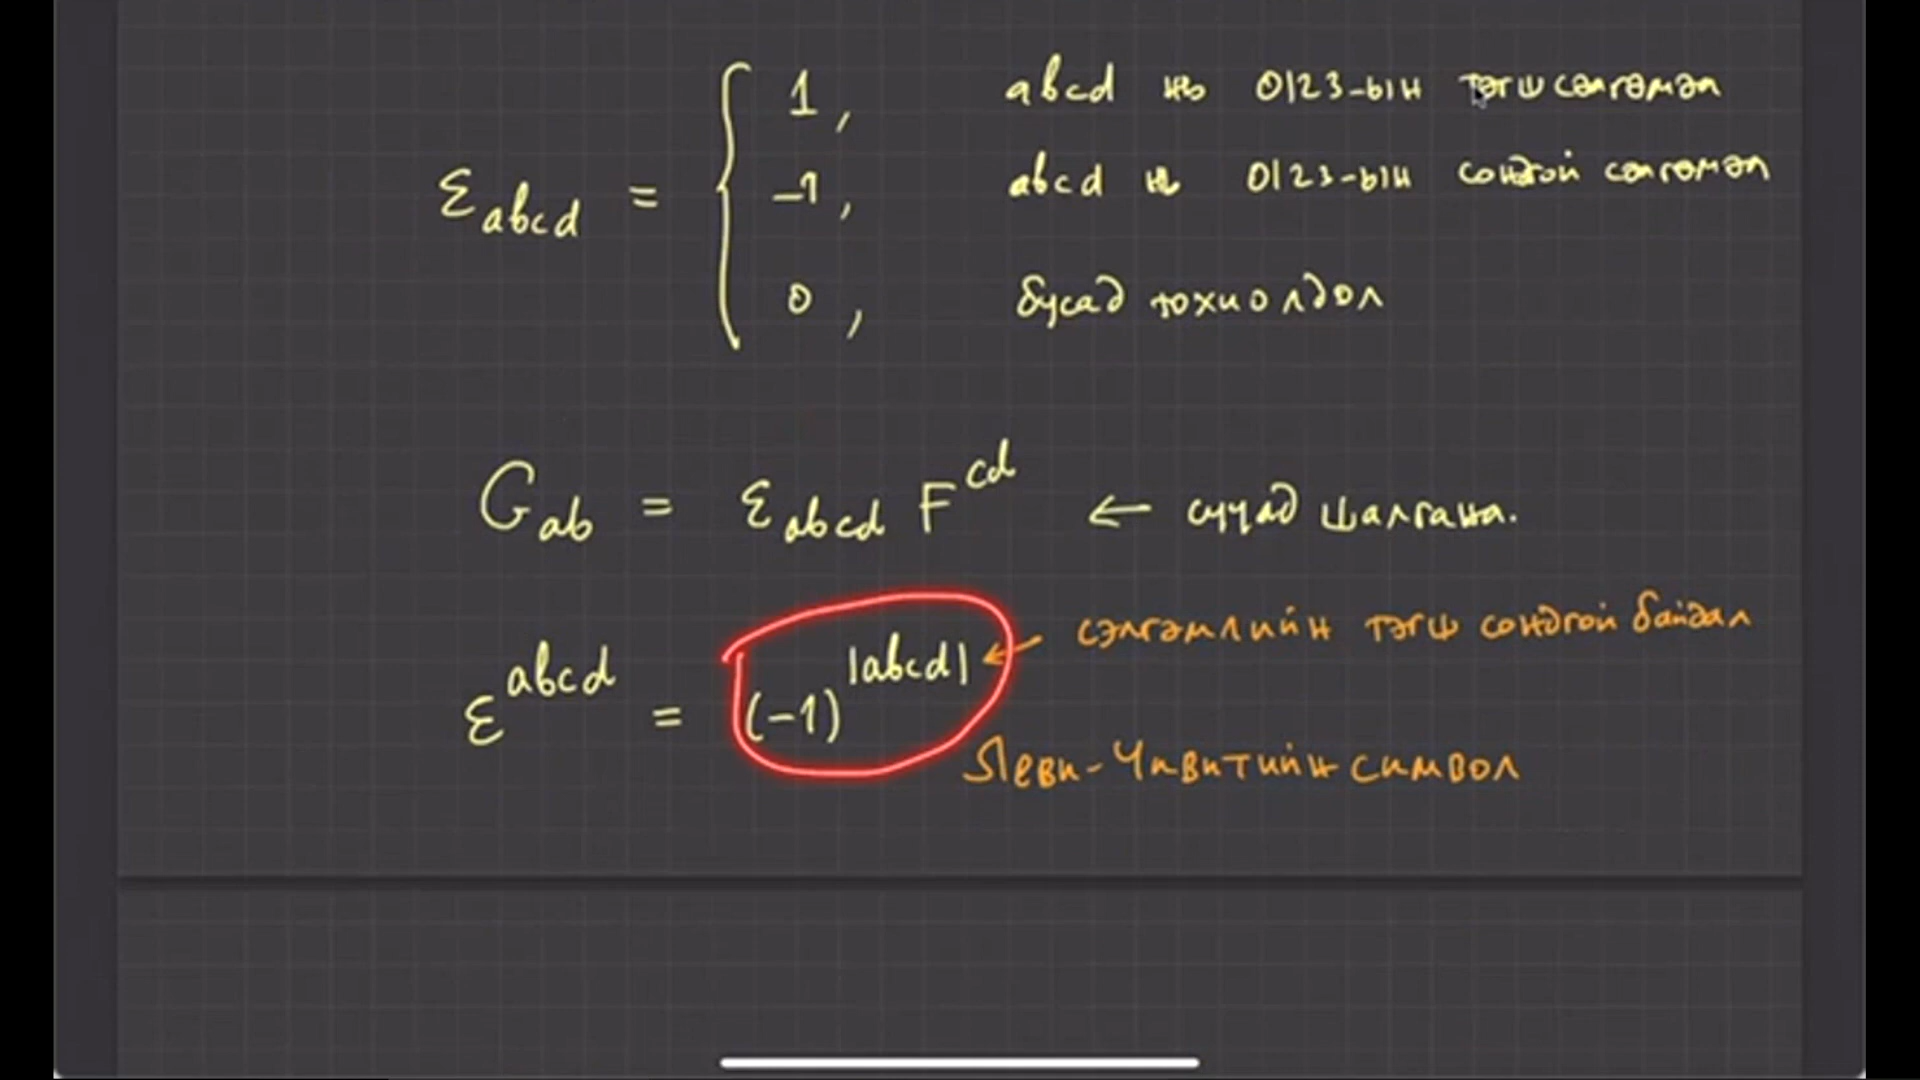 ε_abcd = { 1, abcd нь 0123-ын тэгш сэлгэмэл
-1, abcd нь 0123-ын сондгой сэлгэмэл
0, бусад тохиолдол
G_ab = ε_abcd F^cd ← сууад шалгана.
ε^abcd = (-1)^|abcd| ← сэлгэмлийн тэгш сондгой байдал
Леви-Чивитийн символ